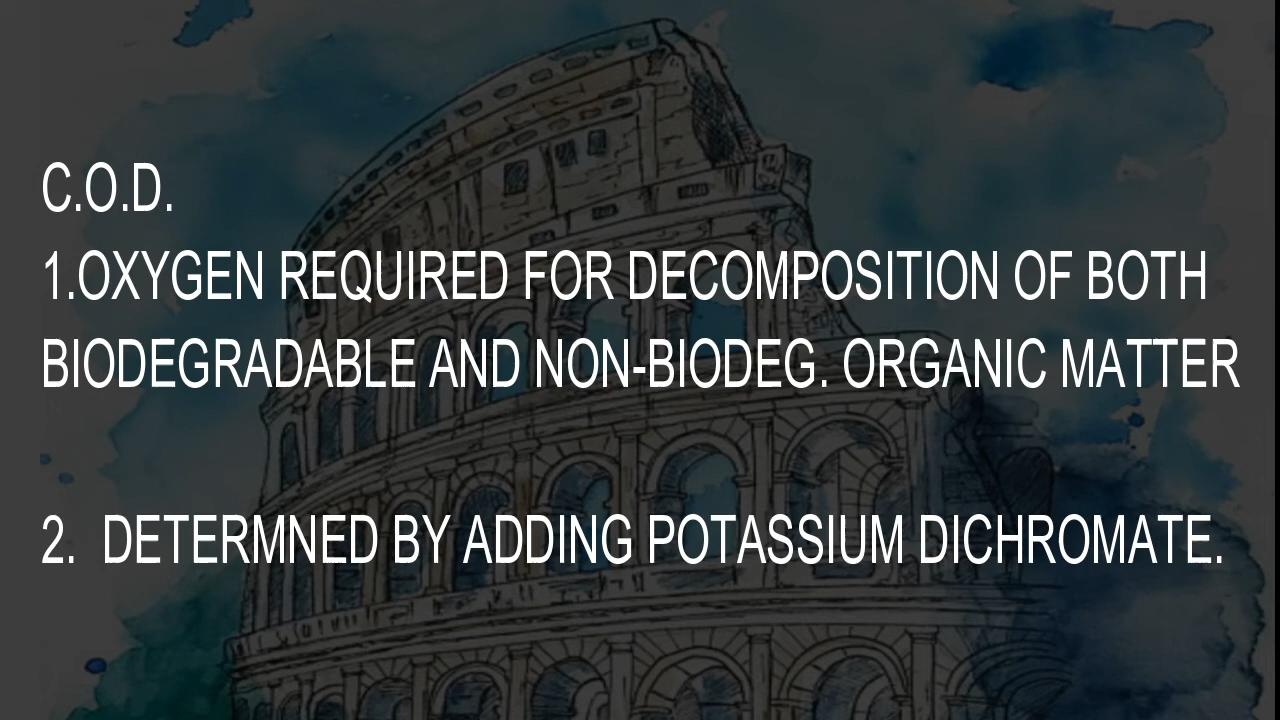 C.O.D.
1.OXYGEN REQUIRED FOR DECOMPOSITION OF BOTH
BIODEGRADABLE AND NON-BIODEG. ORGANIC MATTER
2. DETERMNED BY ADDING POTASSIUM DICHROMATE.